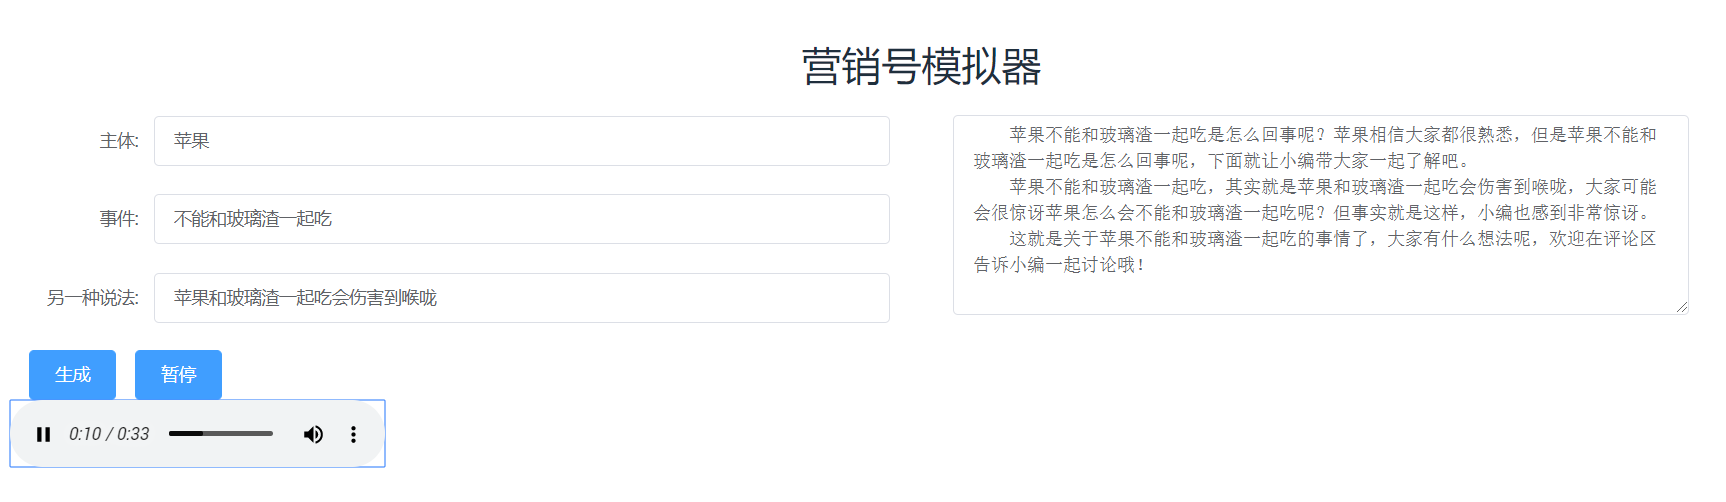 营销号模拟器
主体: 苹果
事件: 不能和玻璃渣一起吃
另一种说法: 苹果和玻璃渣一起吃会伤害到喉咙
苹果不能和玻璃渣一起吃是怎么回事呢？苹果相信大家都很熟悉，但是苹果不能和
玻璃渣一起吃是怎么回事呢，下面就让小编带大家一起了解吧。
苹果不能和玻璃渣一起吃，其实就是苹果和玻璃渣一起吃会伤害到喉咙，大家可能
会很惊讶苹果怎么会不能和玻璃渣一起吃呢？但事实就是这样，小编也感到非常惊讶。
这就是关于苹果不能和玻璃渣一起吃的事情了，大家有什么想法呢，欢迎在评论区
告诉小编一起讨论哦！
生成 暂停
0:10 / 0:33